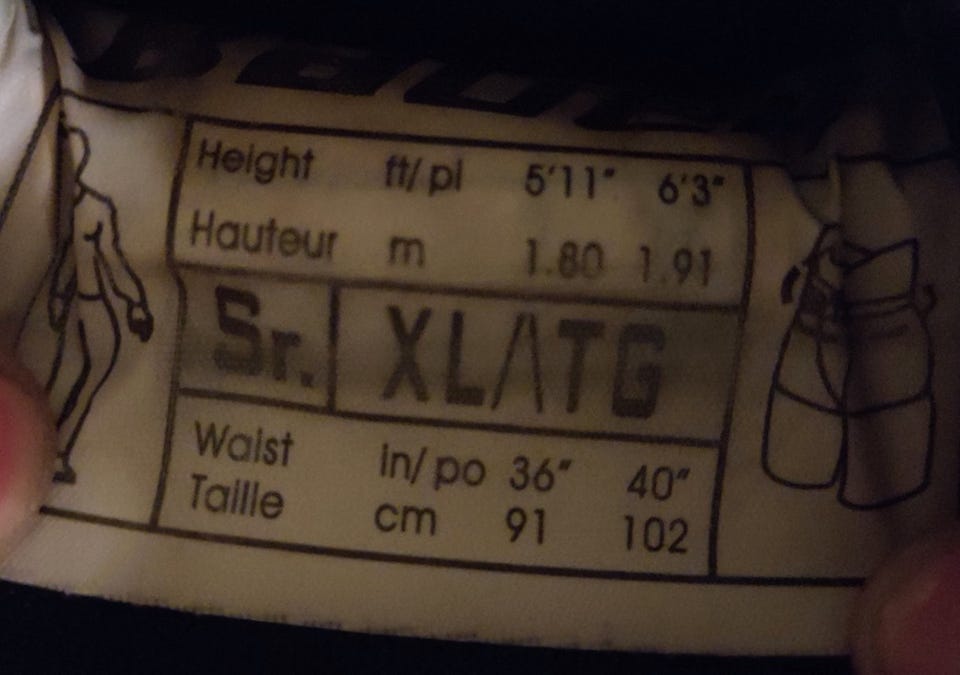 Height ft/pi 5'11" 6'3"
Hauteur m 1.80 1.91
Sr. XL/\TG
Waist in/po 36" 40"
Taille cm 91 102